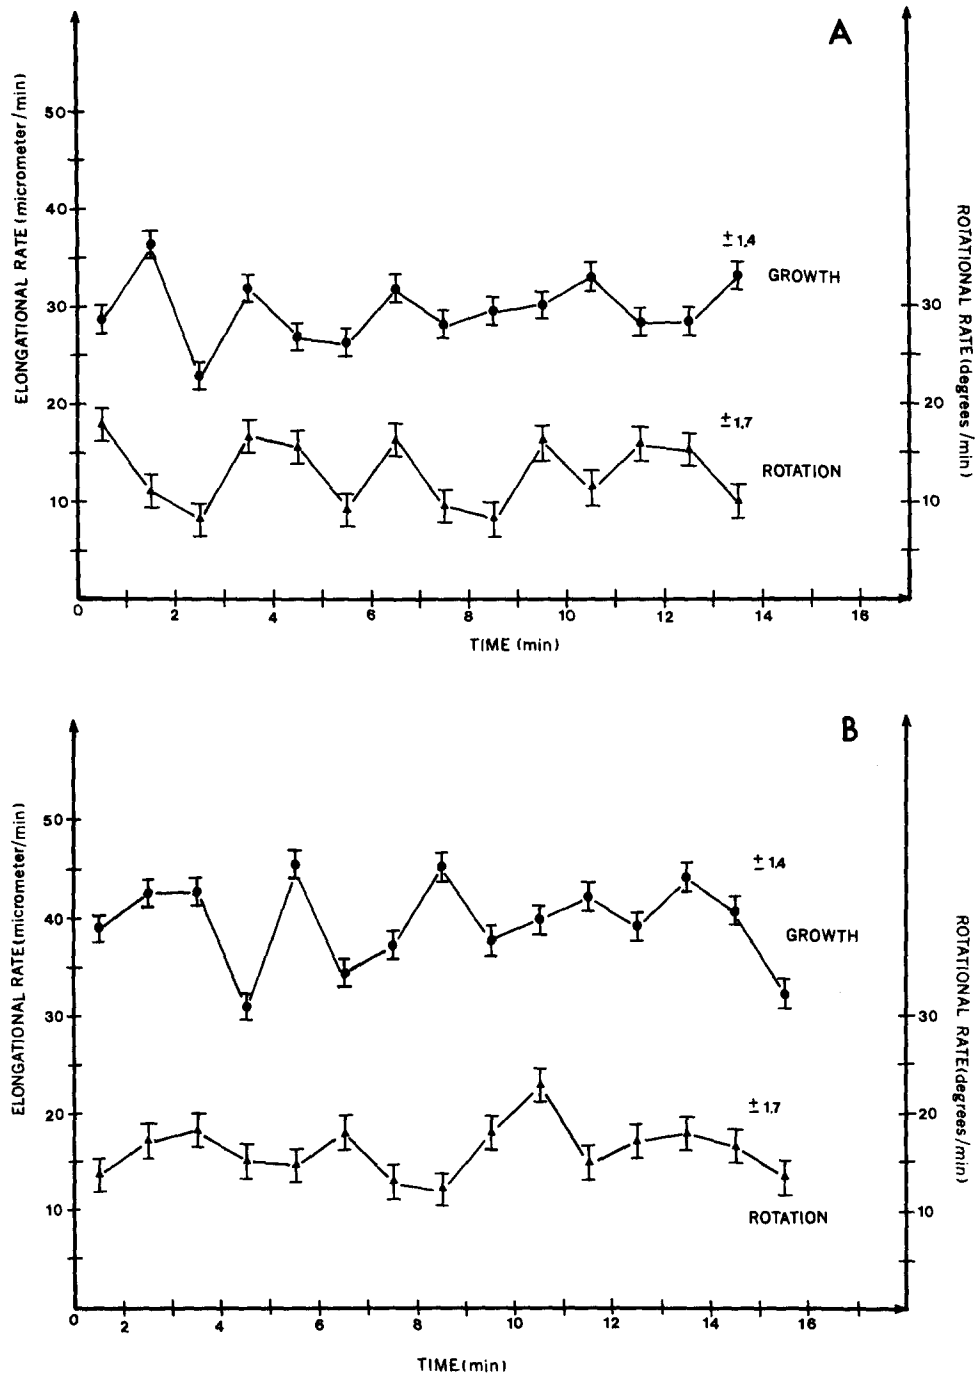 A
50
40
30
20
10
ELONGATIONAL RATE (micrometer/min)
± 1.4
GROWTH
± 1.7
ROTATION
30
20
10
ROTATIONAL RATE (degrees/min)
0 2 4 6 8 10 12 14 16
TIME (min)
B
50
40
30
20
10
0
ELONGATIONAL RATE (micrometer/min)
± 1.4
GROWTH
± 1.7
ROTATION
30
20
10
ROTATIONAL RATE (degrees/min)
2 4 6 8 10 12 14 16
TIME (min)